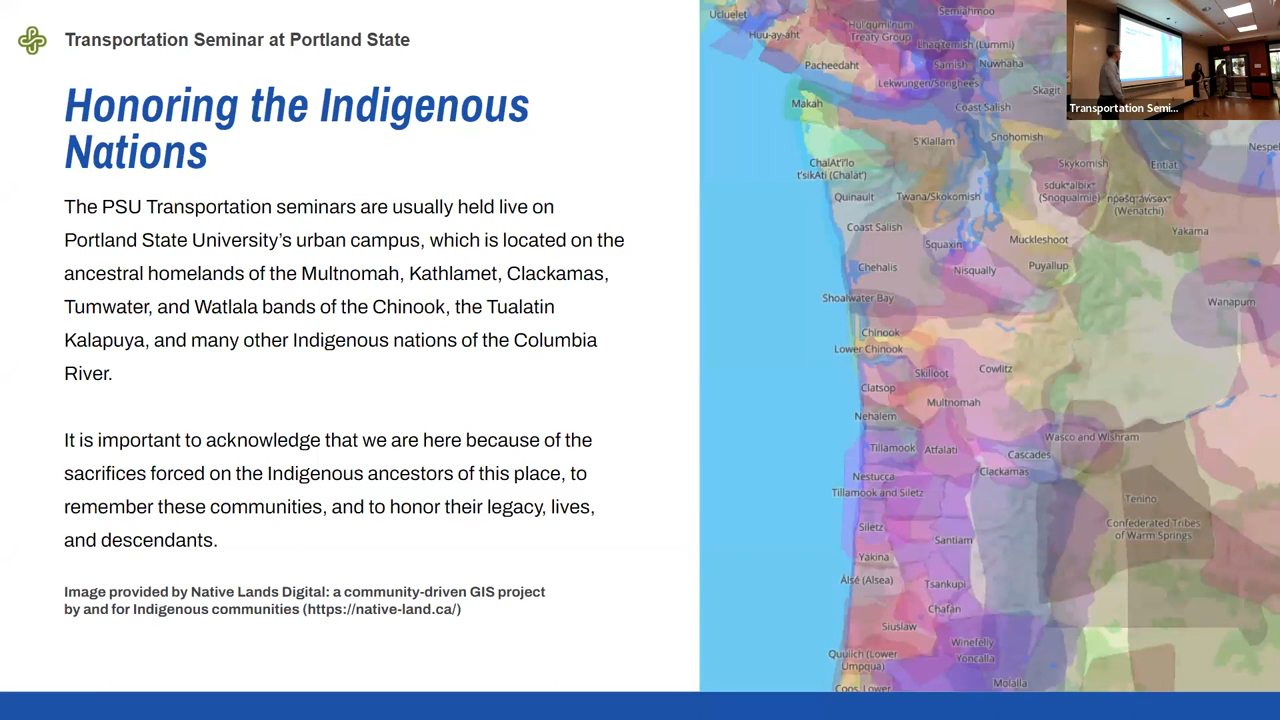 Transportation Seminar at Portland State
Honoring the Indigenous
Nations
The PSU Transportation seminars are usually held live on
Portland State University’s urban campus, which is located on the
ancestral homelands of the Multnomah, Kathlamet, Clackamas,
Tumwater, and Watlala bands of the Chinook, the Tualatin
Kalapuya, and many other Indigenous nations of the Columbia
River.
It is important to acknowledge that we are here because of the
sacrifices forced on the Indigenous ancestors of this place, to
remember these communities, and to honor their legacy, lives,
and descendants.
Image provided by Native Lands Digital: a community-driven GIS project
by and for Indigenous communities (https://native-land.ca/)
Ucluelet
Semiahmoo
Huu-ay-aht
Hul'qumi'num
Treaty Group
Lhaq'temish (Lummi)
Pacheedaht
Samish
Nuwhaha
Lekwungen/Songhees
Skagit
Makah
Coast Salish
S'Klallam
Snohomish
Nespel
ChalAt'i'lo
t'sikAti (Chalat')
Skykomish
Entiat
Quinault
Twana/Skokomish
(Snoqualmie)
(Wenatchi)
Coast Salish
Yakama
Squaxin
Muckleshoot
Chehalis
Nisqually
Puyallup
Shoalwater Bay
Wanapum
Chinook
Lower Chinook
Skilloot
Cowlitz
Clatsop
Multnomah
Nehalem
Wasco and Wishram
Tillamook
Atfalati
Cascades
Clackamas
Nestucca
Tillamook and Siletz
Tenino
Siletz
Confederated Tribes
of Warm Springs
Santiam
Yakina
Alsé (Alsea)
Tsankupi
Chafan
Siuslaw
Winefelly
Quuiich (Lower
Umpqua)
Yoncalla
Molalla
Coos, Lower
Transportation Semi...